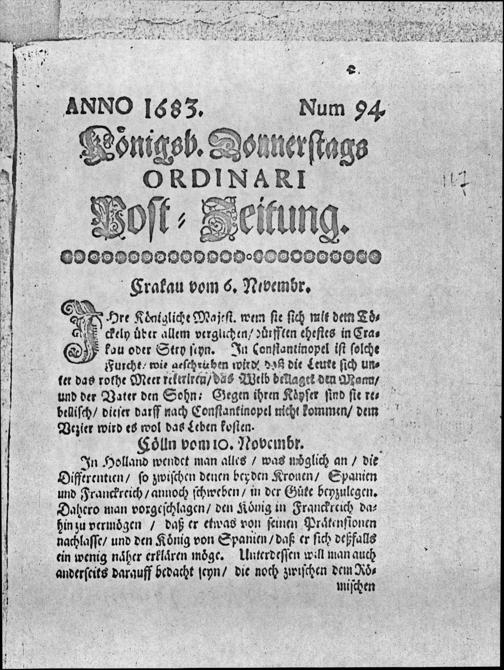 ANNO 1683. Num 94.
Königsb. Donnerstags
ORDINARI
Post-Zeitung.
117
Crakau vom 6. Novembr.
IHre Königliche Majest. wenn sie sich mit dem Tö-
ckely über allem verglichen/dürfften ehestes in Cra-
kau oder Stry seyn. In Constantinopel ist solche
Furcht/ wie geschrieben wird/ daß die Leute sich un-
ter das rothe Meer reteriren/das Weib beklaget den Mann/
und der Vater den Sohn: Gegen ihren Käyser sind sie re-
bellisch/ dieser darff nach Constantinopel nicht kommen/ dem
Vezier wird es wol das Leben kosten.
Cölln vom 10. Novembr.
In Holland wendet man alles / was möglich an / die
Differentien / so zwischen denen beyden Kronen / Spanien
und Franckreich/annoch schweben / in der Güte beyzulegen.
Dahero man vorgeschlagen/ den König in Franckreich da-
hin zu vermögen / daß er etwas von seinen Prätensionen
nachlasse/ und den König von Spanien/daß er sich deßfalls
ein wenig näher erklären möge. Unterdessen will man auch
anderseits darauff bedacht seyn/ die noch zwischen dem Rö-
mischen